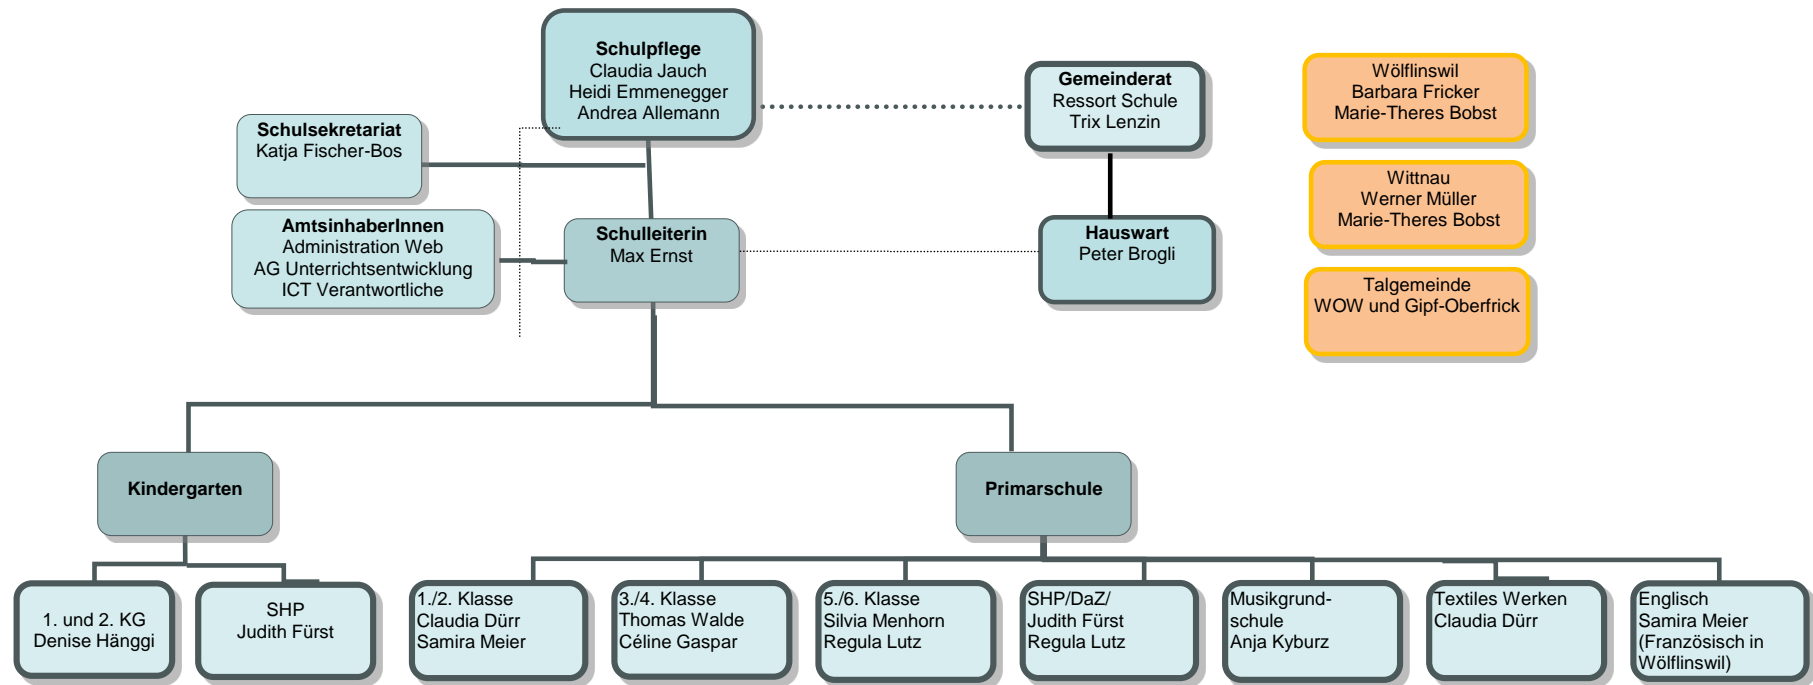 Schulpflege
Claudia Jauch
Heidi Emmenegger
Andrea Allemann
Gemeinderat
Ressort Schule
Trix Lenzin
Wölflinswil
Barbara Fricker
Marie-Theres Bobst
Schulsekretariat
Katja Fischer-Bos
Wittnau
Werner Müller
Marie-Theres Bobst
AmtsinhaberInnen
Administration Web
AG Unterrichtsentwicklung
ICT Verantwortliche
Schulleiterin
Max Ernst
Hauswart
Peter Brogli
Talgemeinde
WOW und Gipf-Oberfrick
Kindergarten
Primarschule
1. und 2. KG
Denise Hänggi
SHP
Judith Fürst
1./2. Klasse
Claudia Dürr
Samira Meier
3./4. Klasse
Thomas Walde
Céline Gaspar
5./6. Klasse
Silvia Menhorn
Regula Lutz
SHP/DaZ/
Judith Fürst
Regula Lutz
Musikgrund-
schule
Anja Kyburz
Textiles Werken
Claudia Dürr
Englisch
Samira Meier
(Französisch in
Wölflinswil)